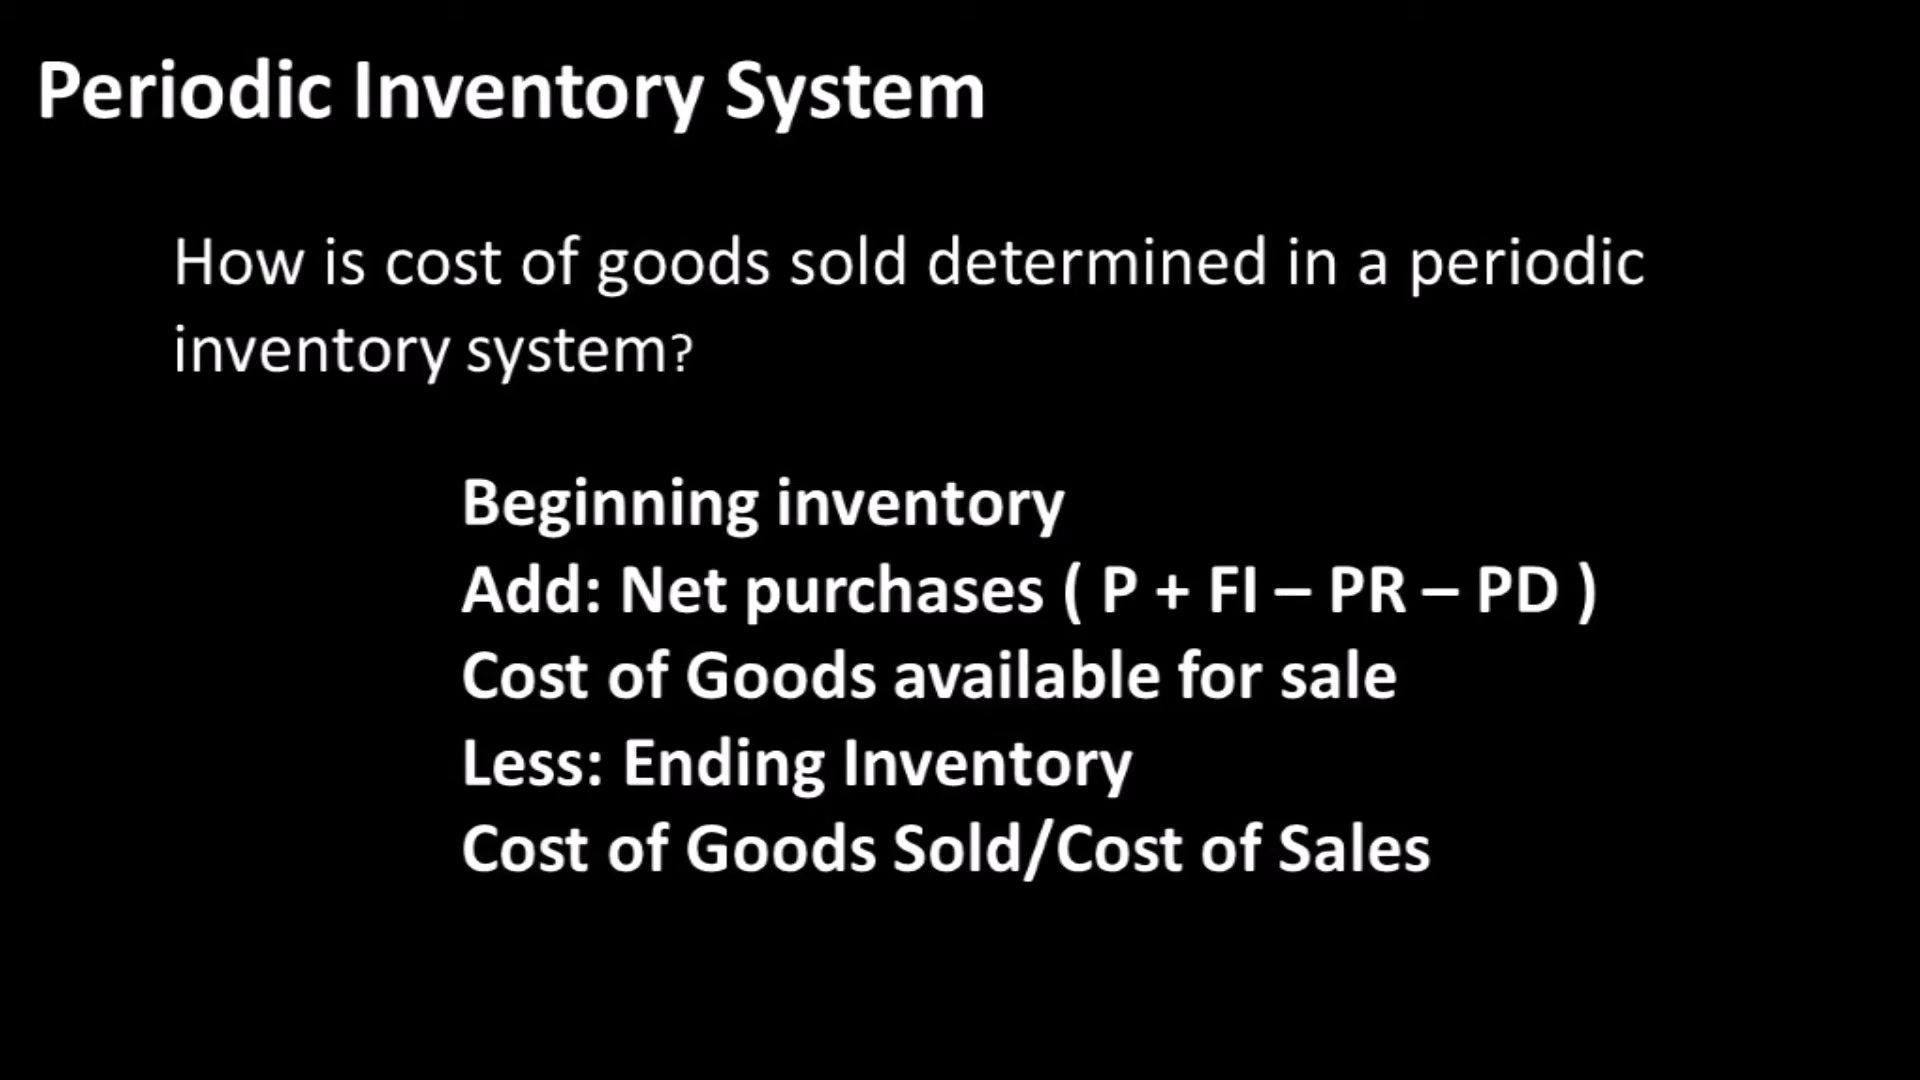 Periodic Inventory System
How is cost of goods sold determined in a periodic
inventory system?
Beginning inventory
Add: Net purchases ( P + FI – PR – PD )
Cost of Goods available for sale
Less: Ending Inventory
Cost of Goods Sold/Cost of Sales